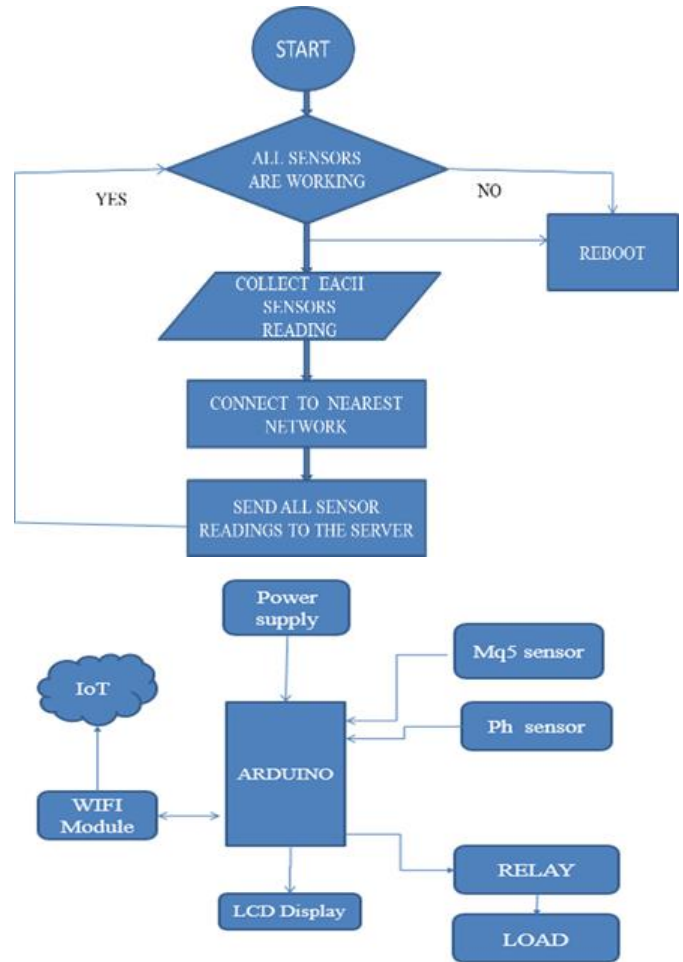 START
ALL SENSORS
ARE WORKING
YES
NO
REBOOT
COLLECT EACH
SENSORS
READING
CONNECT TO NEAREST
NETWORK
SEND ALL SENSOR
READINGS TO THE SERVER
Power
supply
Mq5 sensor
IoT
Ph sensor
ARDUINO
WIFI
Module
RELAY
LCD Display
LOAD